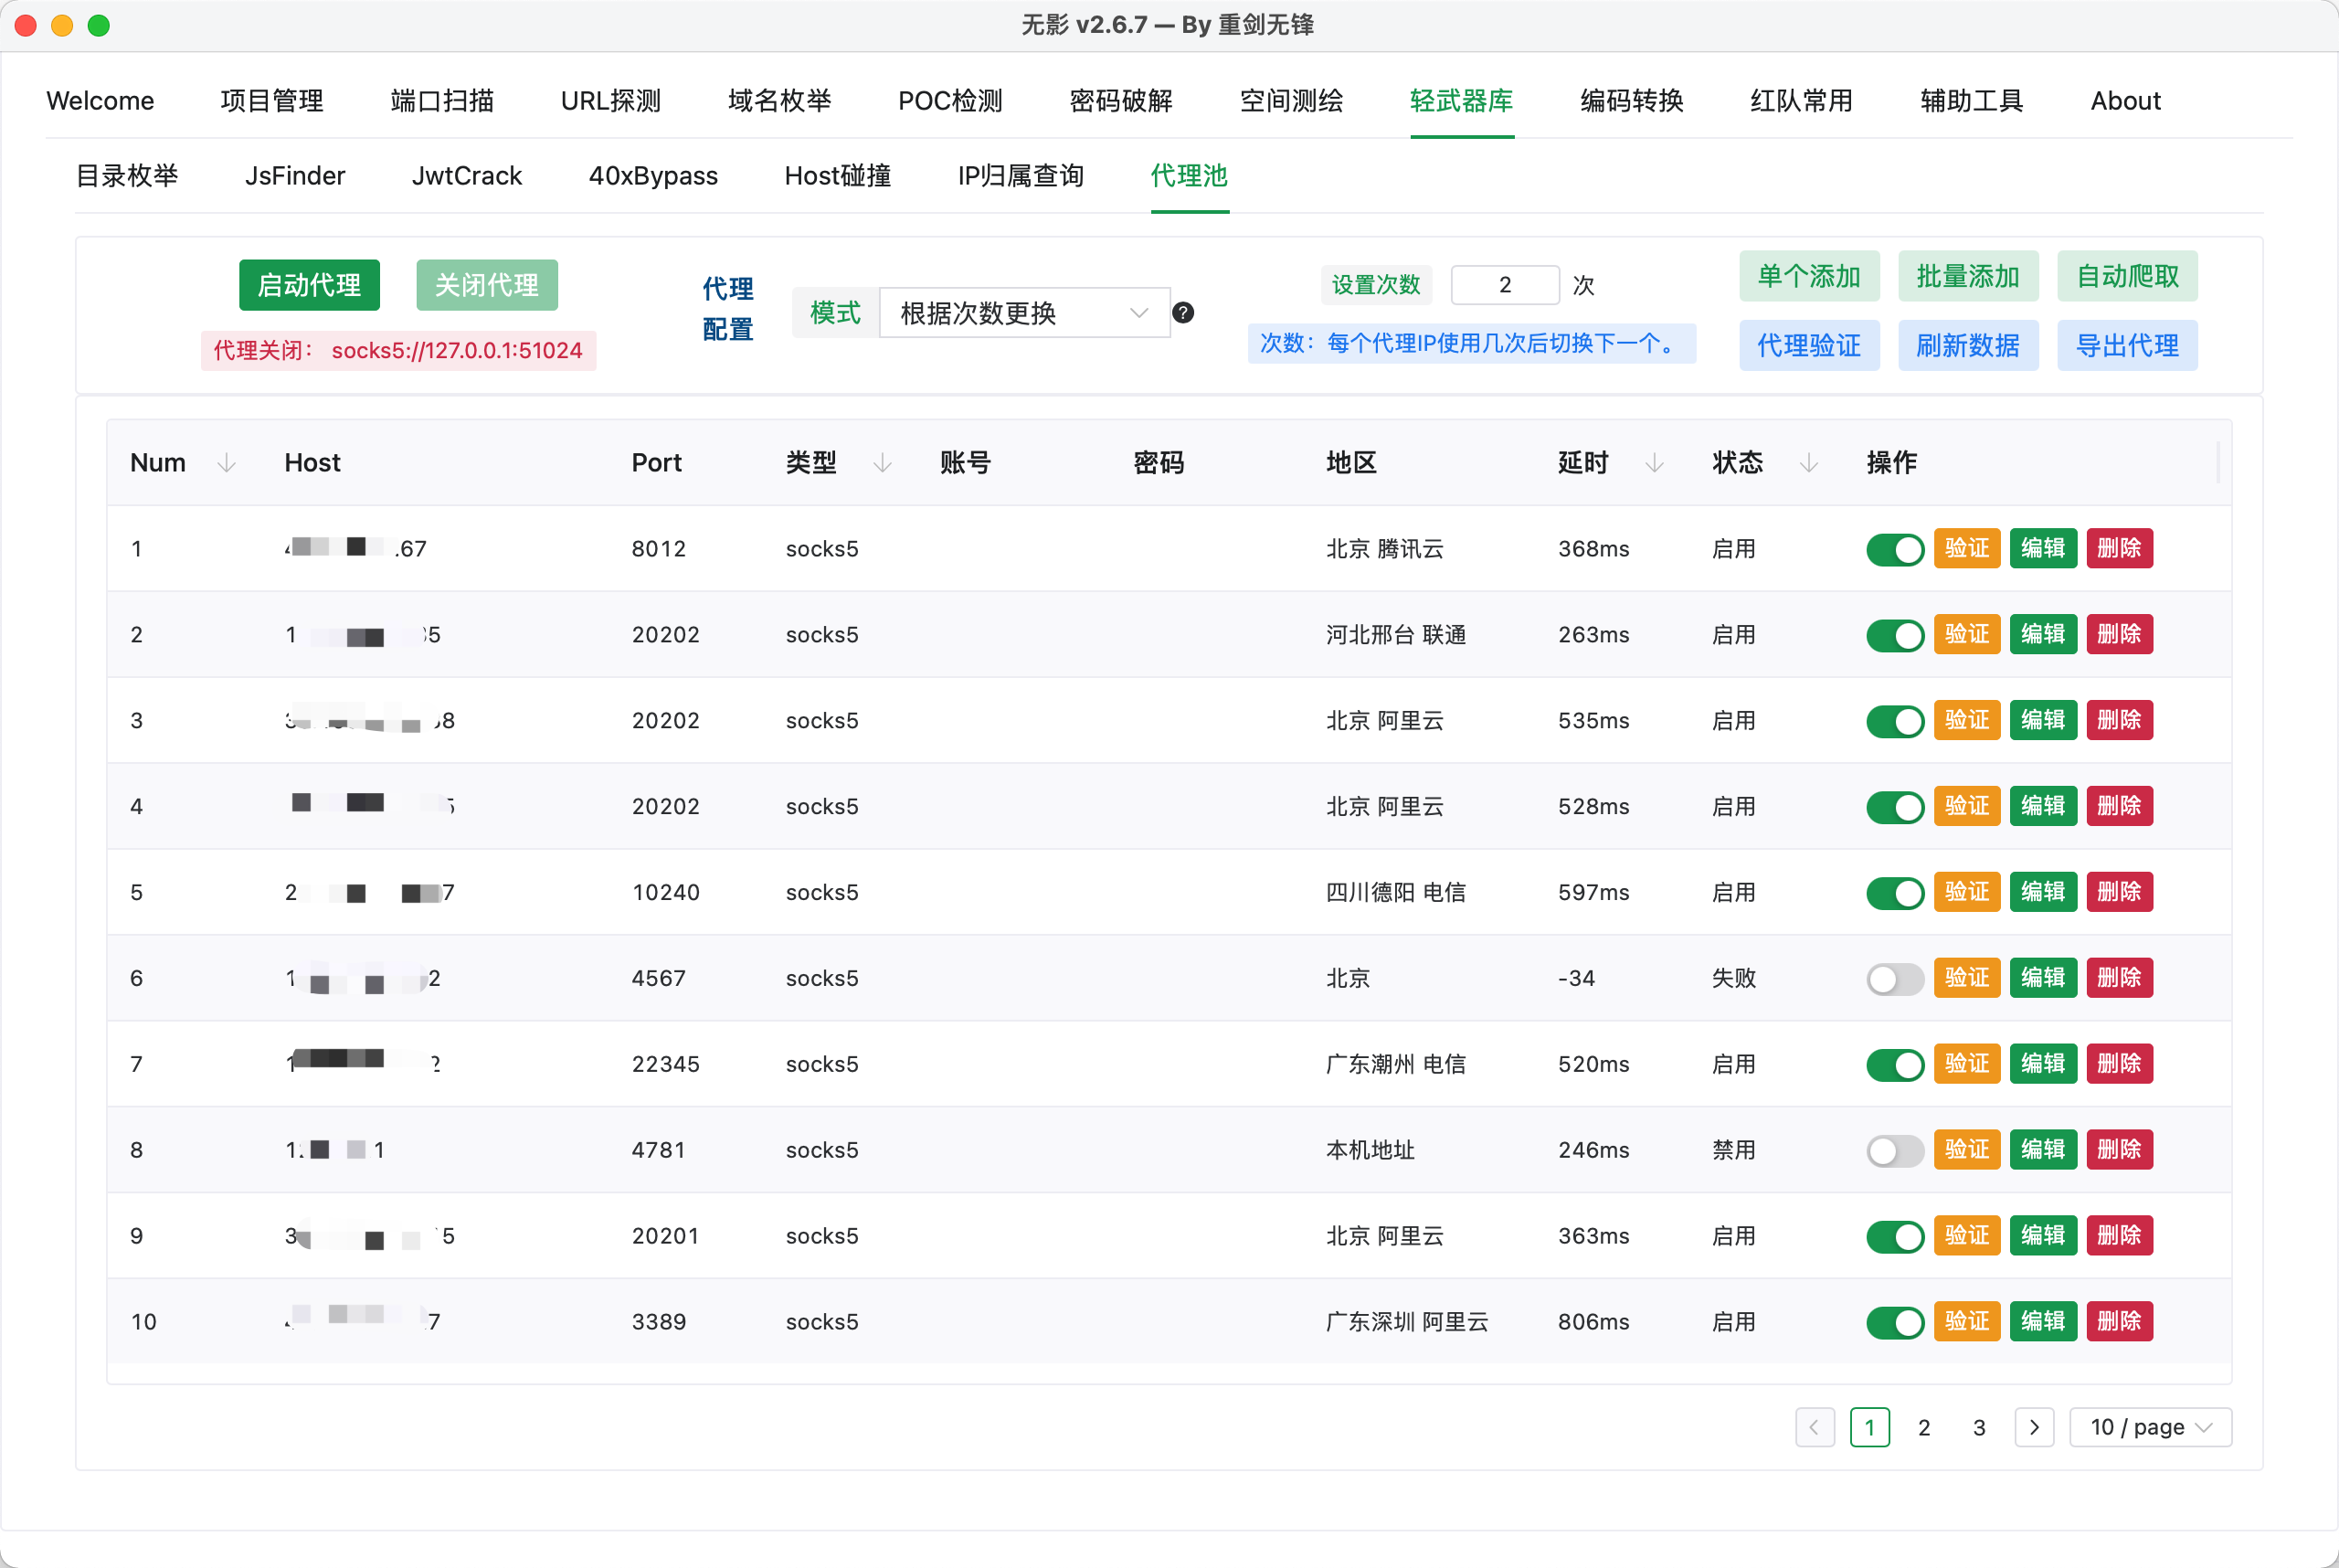 无影 v2.6.7 — By 重剑无锋
Welcome 项目管理 端口扫描 URL探测 域名枚举 POC检测 密码破解 空间测绘 轻武器库 编码转换 红队常用 辅助工具 About
目录枚举 JsFinder JwtCrack 40xBypass Host碰撞 IP归属查询 代理池
启动代理 关闭代理
代理关闭： socks5://127.0.0.1:51024
代理
配置
模式 根据次数更换
设置次数 2 次
次数：每个代理IP使用几次后切换下一个。
单个添加 批量添加 自动爬取
代理验证 刷新数据 导出代理
Num Host Port 类型 账号 密码 地区 延时 状态 操作
1 .67 8012 socks5 北京 腾讯云 368ms 启用 验证 编辑 删除
2 1 5 20202 socks5 河北邢台 联通 263ms 启用 验证 编辑 删除
3 8 20202 socks5 北京 阿里云 535ms 启用 验证 编辑 删除
4 20202 socks5 北京 阿里云 528ms 启用 验证 编辑 删除
5 2 7 10240 socks5 四川德阳 电信 597ms 启用 验证 编辑 删除
6 1 2 4567 socks5 北京 -34 失败 验证 编辑 删除
7 1 2 22345 socks5 广东潮州 电信 520ms 启用 验证 编辑 删除
8 1 1 4781 socks5 本机地址 246ms 禁用 验证 编辑 删除
9 3 5 20201 socks5 北京 阿里云 363ms 启用 验证 编辑 删除
10 7 3389 socks5 广东深圳 阿里云 806ms 启用 验证 编辑 删除
1 2 3 10 / page